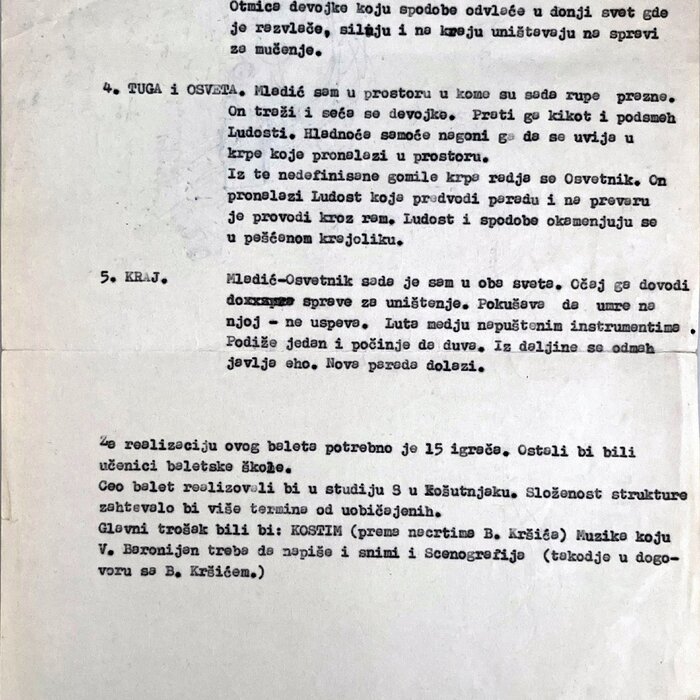 Otmica devojke koju spodobe odvlače u donji svet gde
je razvlače, siluju i na kraju uništavaju na spravi
za mučenje.
4. TUGA i OSVETA. Mladić sam u prostoru u kome su sada rupe prazne.
On traži i seća se devojke. Prati ga kikot i podsmeh
Ludosti. Hladnoća samoće nagoni ga da se uvija u
krpe koje pronalazi u prostoru.
Iz te nedefinisane gomile krpa radja se Osvetnik. On
pronalazi Ludost koja predvodi paradu i na prevaru
je provodi kroz ram. Ludost i spodobe okamenjuju se
u pešćenom krajoliku.
5. KRAJ. Mladić-Osvetnik sada je sam u oba sveta. Očaj ga dovodi
do sprave za uništenje. Pokušava da umre na
njoj - ne uspeva. Luta medju napuštenim instrumentima.
Podiže jedan i počinje da duva. Iz daljine se odmah
javlja eho. Nova parada dolazi.
Za realizaciju ovog baleta potrebno je 15 igrača. Ostali bi bili
učenici baletske škole.
Ceo balet realizovali bi u studiju 8 u Košutnjaku. Složenost strukture
zahtevalo bi više termina od uobičajenih.
Glavni trošak bili bi: KOSTIM (prema nacrtima B. Kršića) Muzika koju
V. Baronijan treba da napiše i snimi i Scenografija (takodje u dogo-
voru sa B. Kršićem.)